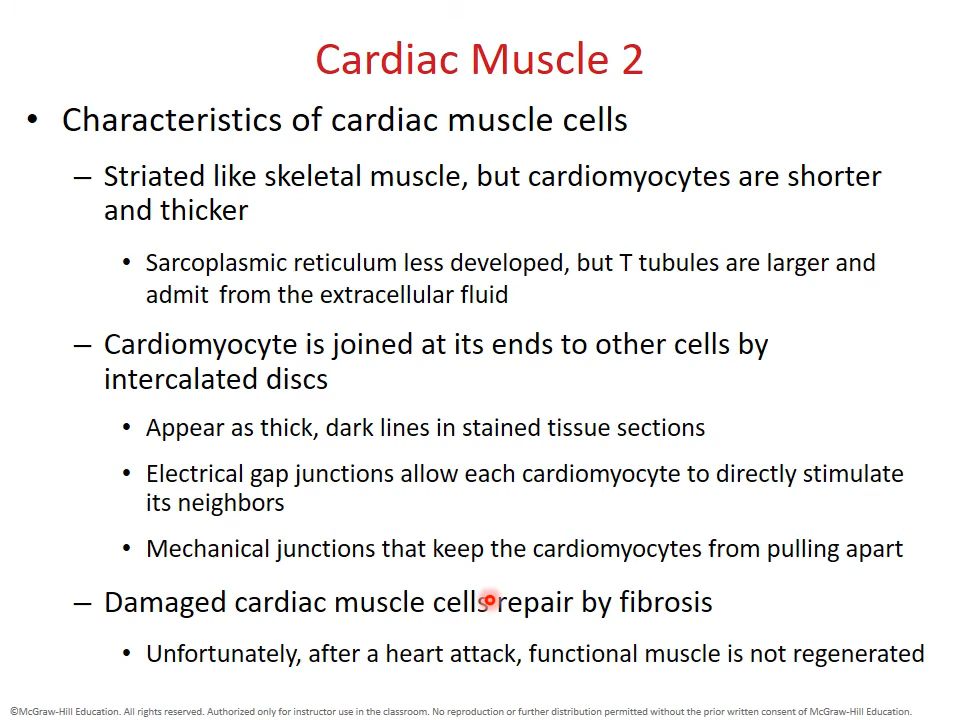 Cardiac Muscle 2
• Characteristics of cardiac muscle cells
– Striated like skeletal muscle, but cardiomyocytes are shorter
and thicker
• Sarcoplasmic reticulum less developed, but T tubules are larger and
admit from the extracellular fluid
– Cardiomyocyte is joined at its ends to other cells by
intercalated discs
• Appear as thick, dark lines in stained tissue sections
• Electrical gap junctions allow each cardiomyocyte to directly stimulate
its neighbors
• Mechanical junctions that keep the cardiomyocytes from pulling apart
– Damaged cardiac muscle cells repair by fibrosis
• Unfortunately, after a heart attack, functional muscle is not regenerated
©McGraw-Hill Education. All rights reserved. Authorized only for instructor use in the classroom. No reproduction or further distribution permitted without the prior written consent of McGraw-Hill Education.